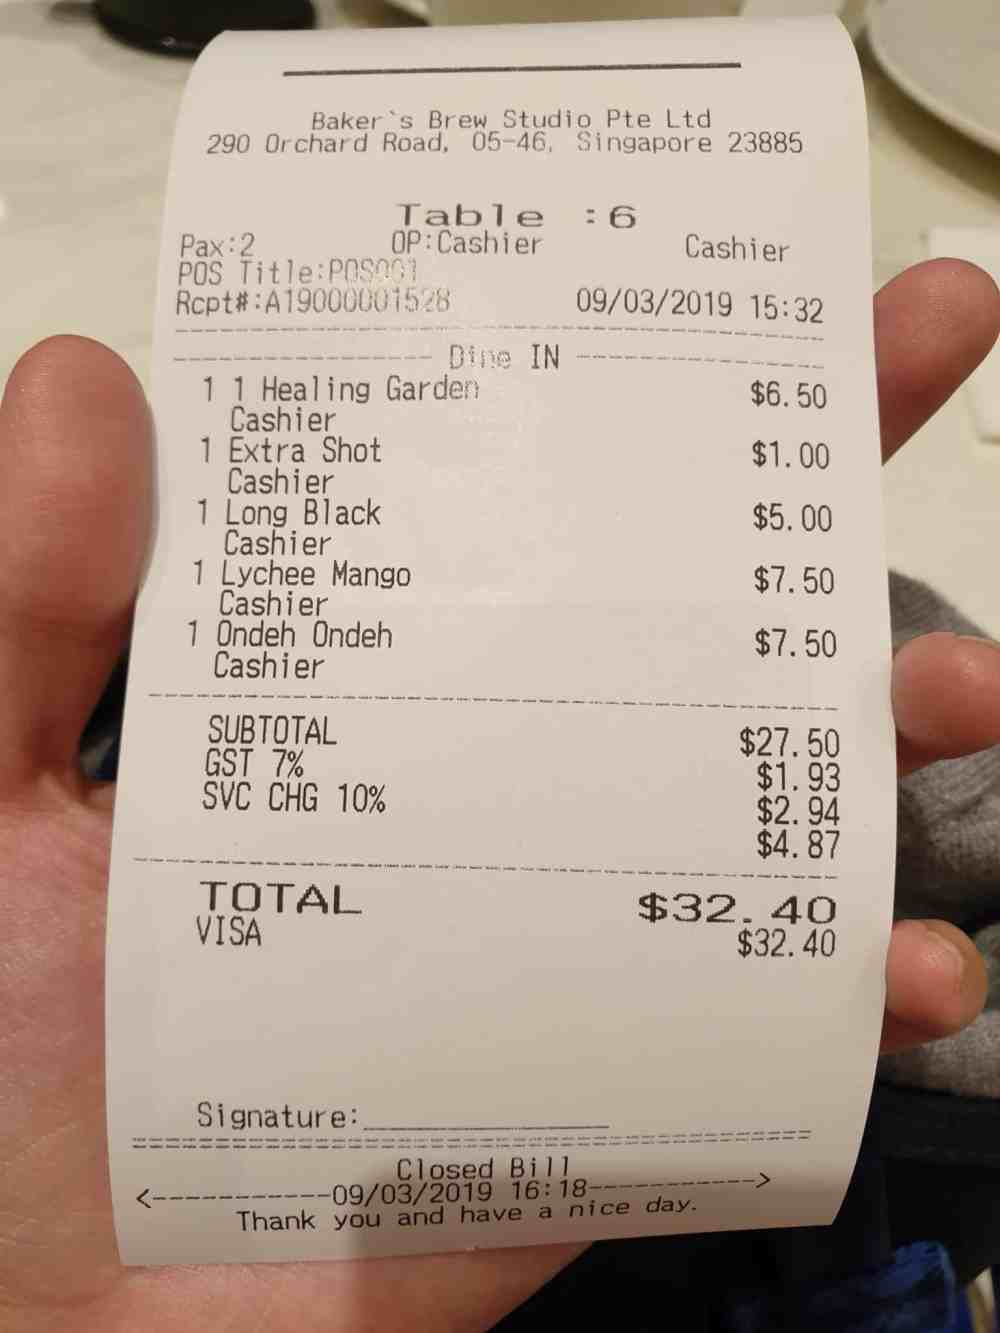 Baker`s Brew Studio Pte Ltd
290 Orchard Road, 05-46, Singapore 23885
Table :6
Pax:2 OP:Cashier Cashier
POS Title:POS001
Rcpt#:A19000001528 09/03/2019 15:32
Dine IN
1 1 Healing Garden $6.50
Cashier
1 Extra Shot $1.00
Cashier
1 Long Black $5.00
Cashier
1 Lychee Mango $7.50
Cashier
1 Ondeh Ondeh $7.50
Cashier
SUBTOTAL $27.50
GST 7% $1.93
SVC CHG 10% $2.94
$4.87
TOTAL $32.40
VISA $32.40
Signature:
Closed Bill
<------------09/03/2019 16:18------------>
Thank you and have a nice day.